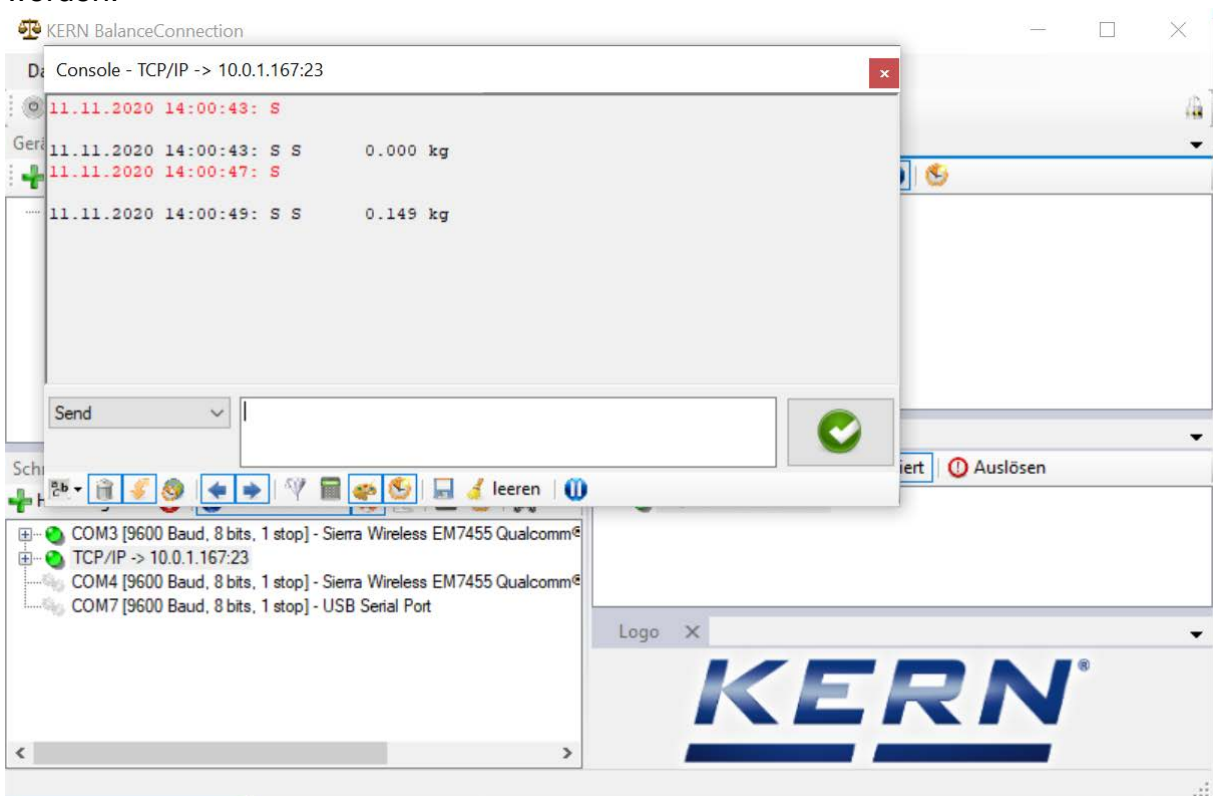 KERN BalanceConnection
Console - TCP/IP -> 10.0.1.167:23
11.11.2020 14:00:43: S
11.11.2020 14:00:43: S S 0.000 kg
11.11.2020 14:00:47: S
11.11.2020 14:00:49: S S 0.149 kg
Send
leeren
Auslösen
COM3 [9600 Baud, 8 bits, 1 stop] - Sierra Wireless EM7455 Qualcomm®
TCP/IP -> 10.0.1.167:23
COM4 [9600 Baud, 8 bits, 1 stop] - Sierra Wireless EM7455 Qualcomm®
COM7 [9600 Baud, 8 bits, 1 stop] - USB Serial Port
Logo
KERN®